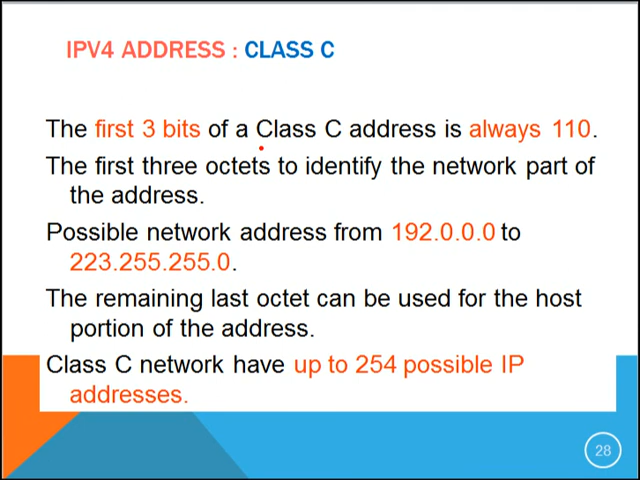 IPV4 ADDRESS : CLASS C
The first 3 bits of a Class C address is always 110.
The first three octets to identify the network part of
the address.
Possible network address from 192.0.0.0 to
223.255.255.0.
The remaining last octet can be used for the host
portion of the address.
Class C network have up to 254 possible IP
addresses.
28